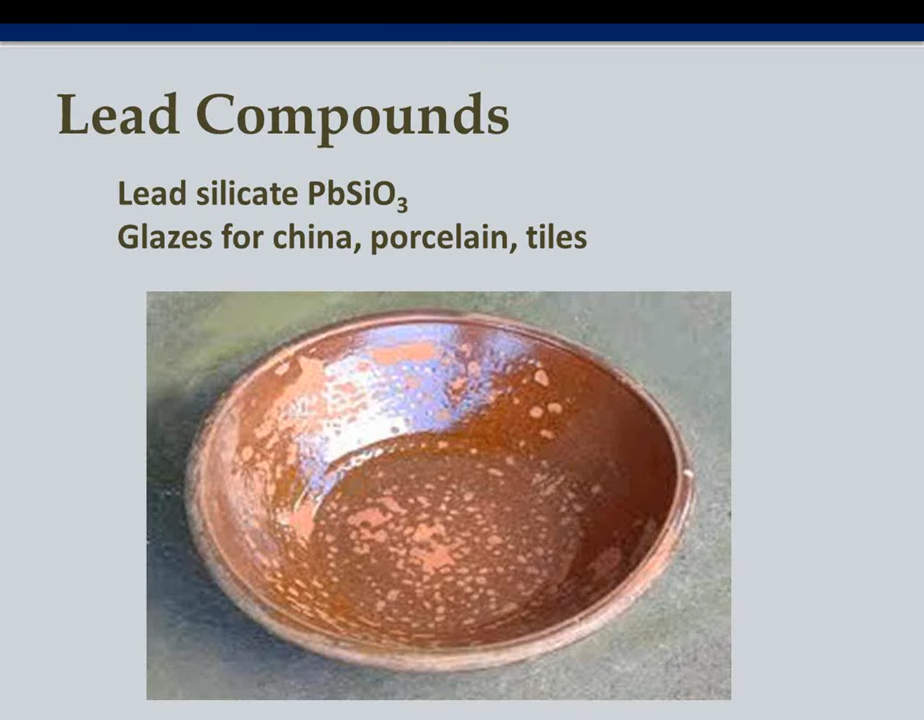 Lead Compounds
Lead silicate PbSiO₃
Glazes for china, porcelain, tiles